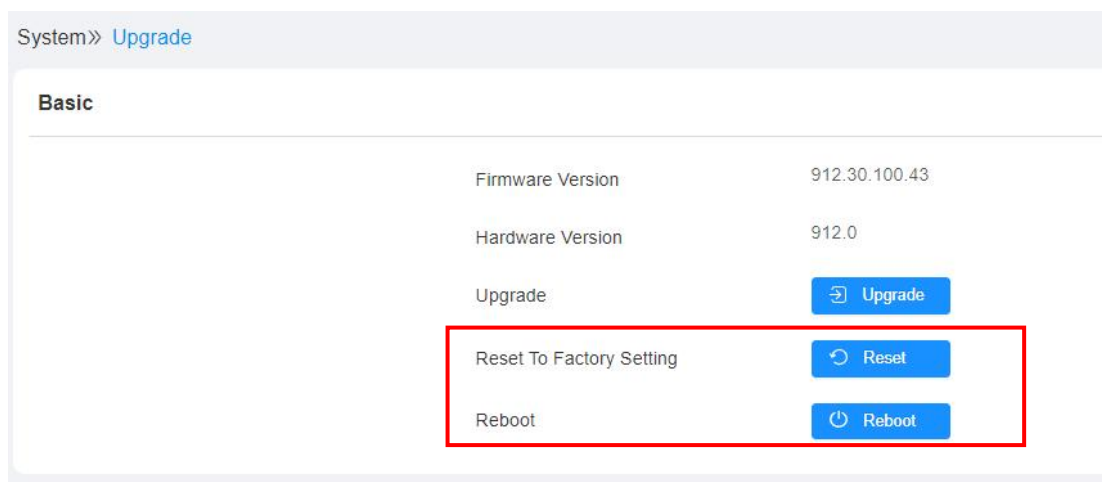 System» Upgrade
Basic
Firmware Version 912.30.100.43
Hardware Version 912.0
Upgrade Upgrade
Reset To Factory Setting Reset
Reboot Reboot